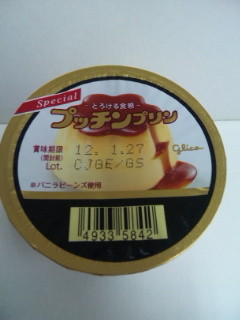 Special
- とろける食感 -
プッチンプリン
賞味期限 12. 1.27
(開封前)
Lot. CJGE/GS
glico
※バニラビーンズ使用
4933 5842